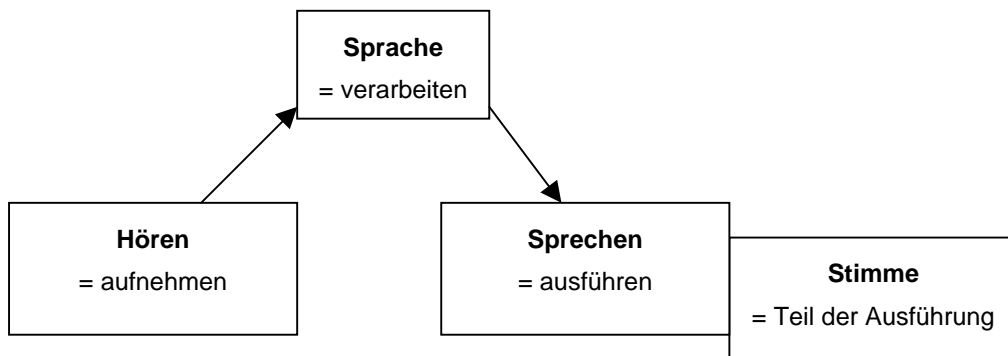 Sprache
= verarbeiten
Hören
= aufnehmen
Sprechen
= ausführen
Stimme
= Teil der Ausführung